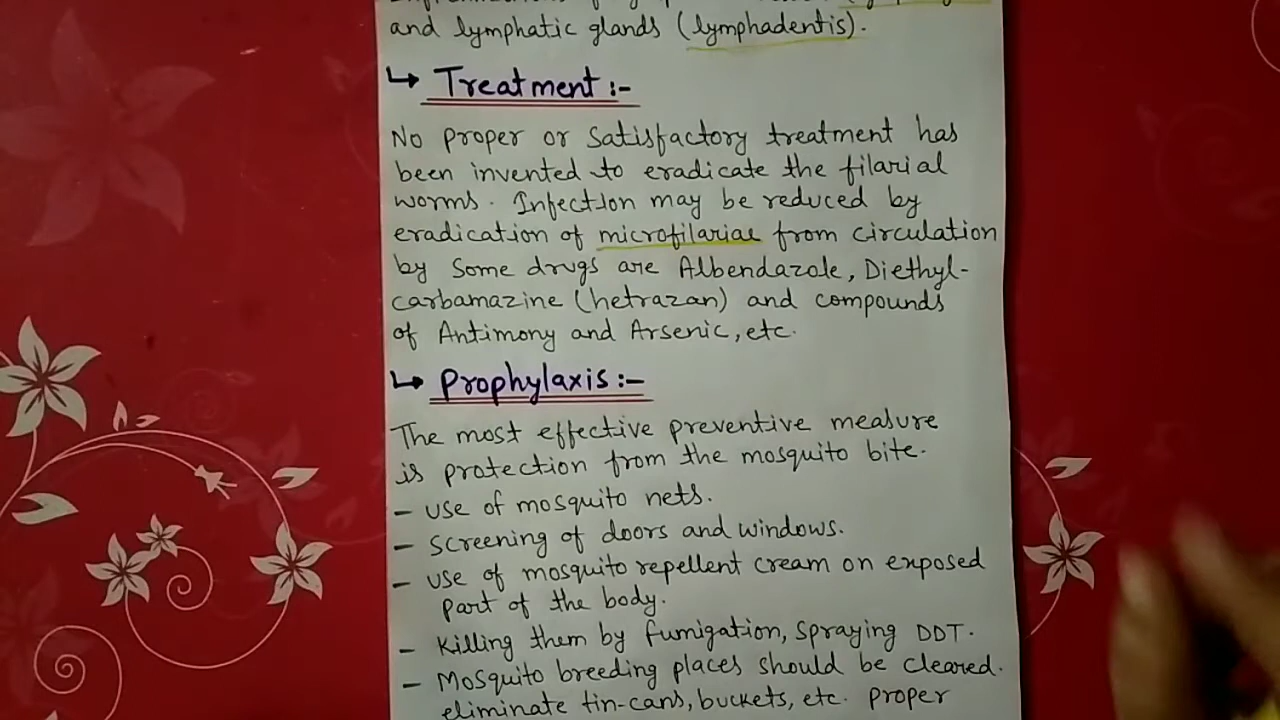 and lymphatic glands (lymphadentis).
↳ Treatment :-
No proper or satisfactory treatment has
been invented to eradicate the filarial
worms. Infection may be reduced by
eradication of microfilariae from circulation
by some drugs are Albendazole, Diethyl-
carbamazine (hetrazan) and compounds
of Antimony and Arsenic, etc.
↳ Prophylaxis :-
The most effective preventive measure
is protection from the mosquito bite.
- use of mosquito nets.
- screening of doors and windows.
- use of mosquito repellent cream on exposed
part of the body.
- Killing them by fumigation, spraying DDT.
- Mosquito breeding places should be cleared.
eliminate tin-cans, buckets, etc. proper